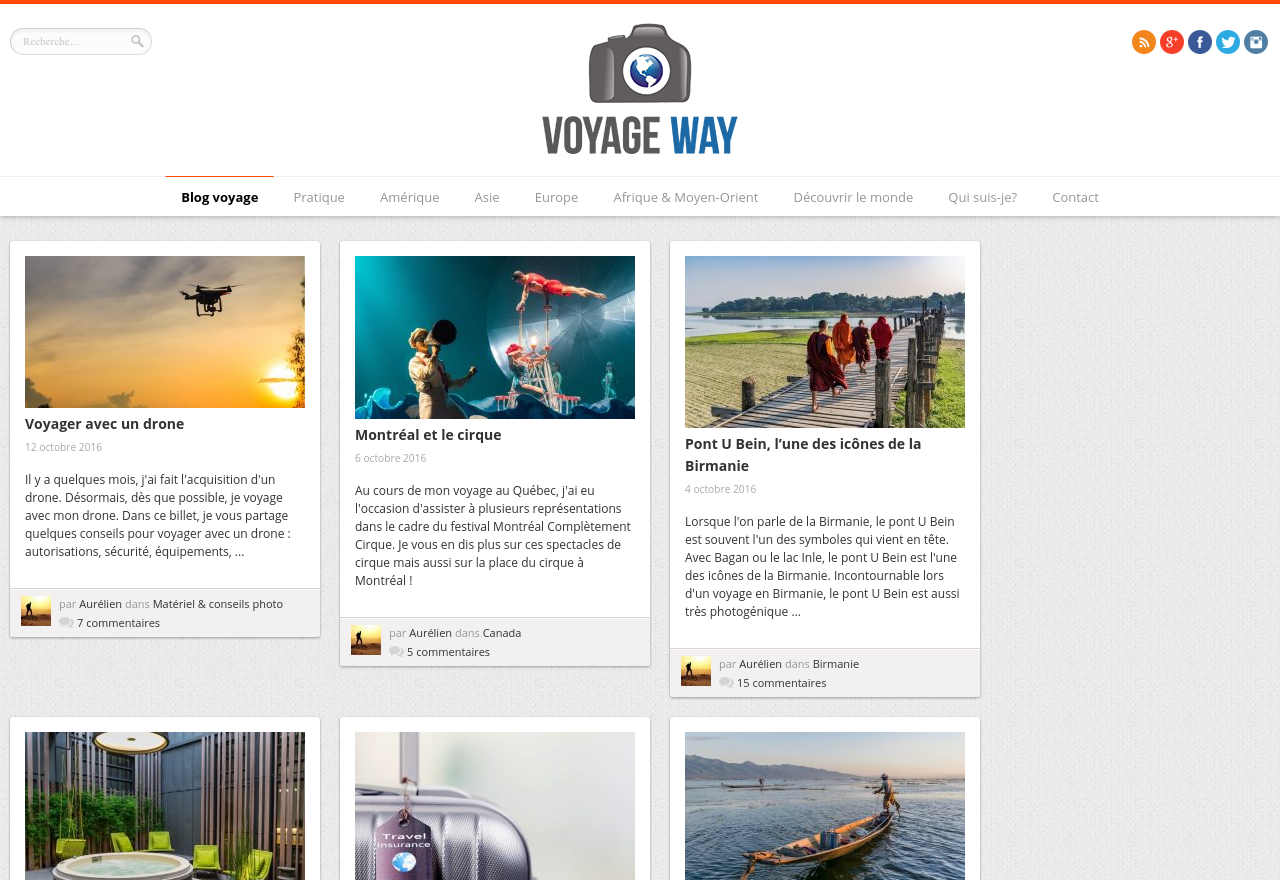 Recherche…
VOYAGE WAY
Blog voyage
Pratique
Amérique
Asie
Europe
Afrique & Moyen-Orient
Découvrir le monde
Qui suis-je?
Contact
Voyager avec un drone
12 octobre 2016
Il y a quelques mois, j'ai fait l'acquisition d'un
drone. Désormais, dès que possible, je voyage
avec mon drone. Dans ce billet, je vous partage
quelques conseils pour voyager avec un drone :
autorisations, sécurité, équipements, ...
par Aurélien dans Matériel & conseils photo
7 commentaires
Montréal et le cirque
6 octobre 2016
Au cours de mon voyage au Québec, j'ai eu
l'occasion d'assister à plusieurs représentations
dans le cadre du festival Montréal Complètement
Cirque. Je vous en dis plus sur ces spectacles de
cirque mais aussi sur la place du cirque à
Montréal !
par Aurélien dans Canada
5 commentaires
Pont U Bein, l’une des icônes de la
Birmanie
4 octobre 2016
Lorsque l'on parle de la Birmanie, le pont U Bein
est souvent l'un des symboles qui vient en tête.
Avec Bagan ou le lac Inle, le pont U Bein est l'une
des icônes de la Birmanie. Incontournable lors
d'un voyage en Birmanie, le pont U Bein est aussi
très photogénique ...
par Aurélien dans Birmanie
15 commentaires
Travel
insurance